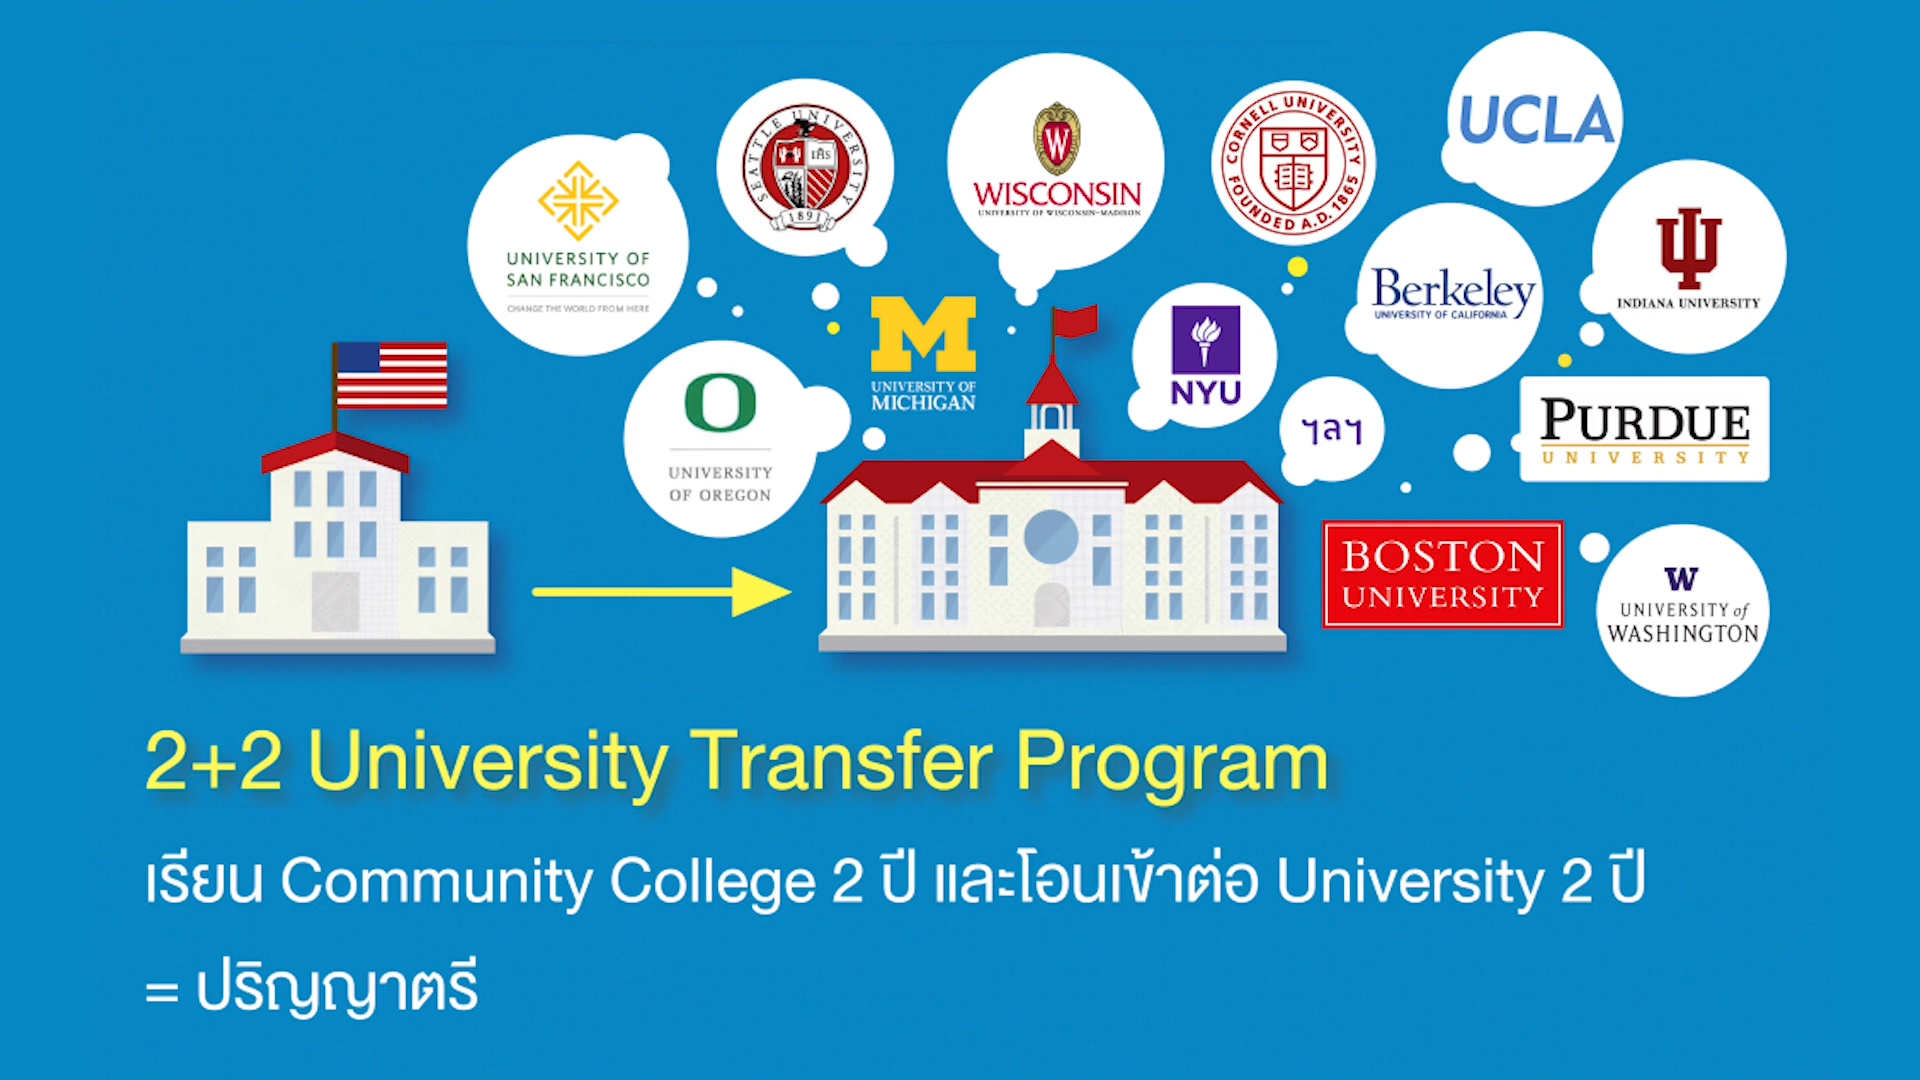 UCLA
SEATTLE UNIVERSITY
1891
WISCONSIN
UNIVERSITY OF WISCONSIN–MADISON
CORNELL UNIVERSITY
FOUNDED A.D. 1865
UNIVERSITY OF
SAN FRANCISCO
CHANGE THE WORLD FROM HERE
Berkeley
UNIVERSITY OF CALIFORNIA
INDIANA UNIVERSITY
M
UNIVERSITY OF
MICHIGAN
NYU
O
UNIVERSITY
OF OREGON
ฯลฯ
PURDUE
UNIVERSITY
BOSTON
UNIVERSITY
W
UNIVERSITY of
WASHINGTON
2+2 University Transfer Program
เรียน Community College 2 ปี และโอนเข้าต่อ University 2 ปี
= ปริญญาตรี